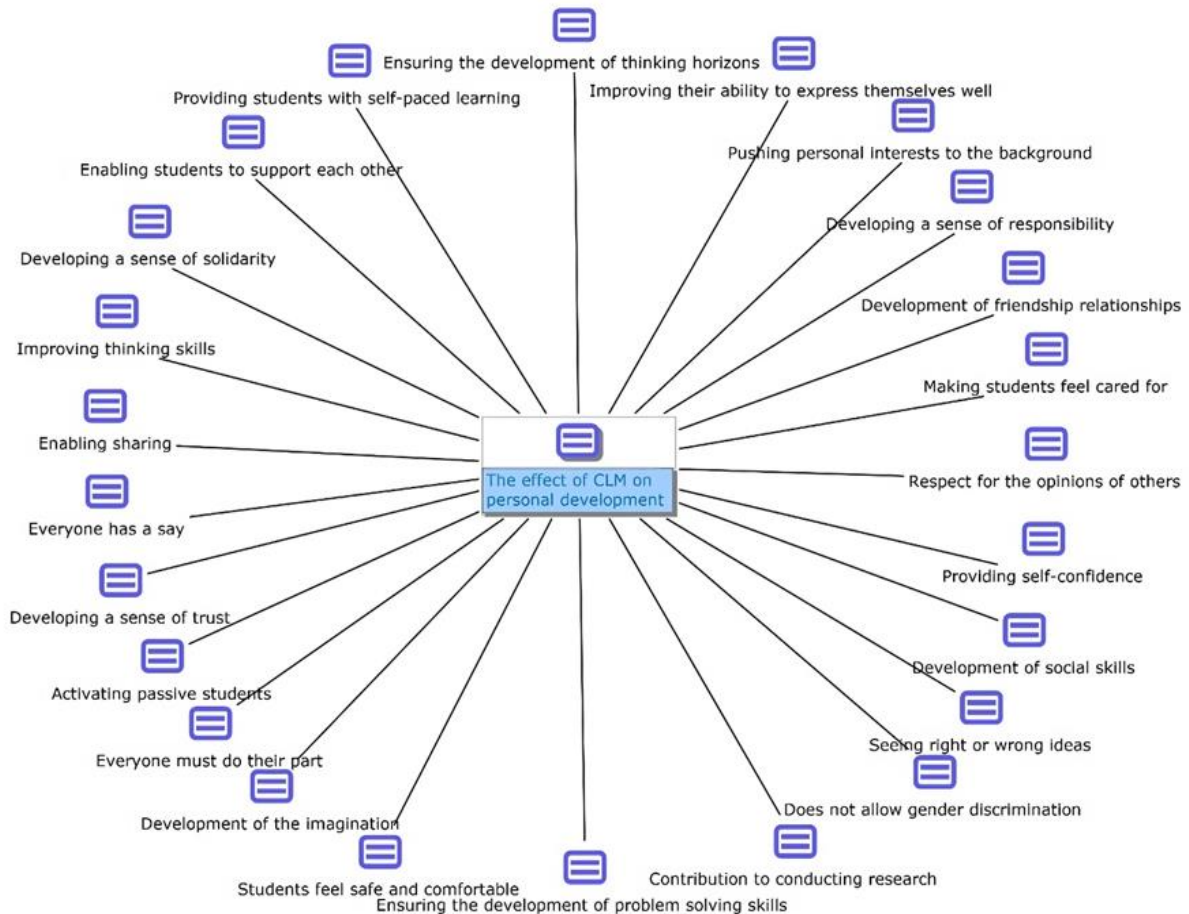 Ensuring the development of thinking horizons
Improving their ability to express themselves well
Providing students with self-paced learning
Pushing personal interests to the background
Enabling students to support each other
Developing a sense of responsibility
Developing a sense of solidarity
Development of friendship relationships
Improving thinking skills
Making students feel cared for
Enabling sharing
Respect for the opinions of others
The effect of CLM on
personal development
Everyone has a say
Providing self-confidence
Developing a sense of trust
Development of social skills
Activating passive students
Seeing right or wrong ideas
Everyone must do their part
Does not allow gender discrimination
Development of the imagination
Contribution to conducting research
Students feel safe and comfortable
Ensuring the development of problem solving skills